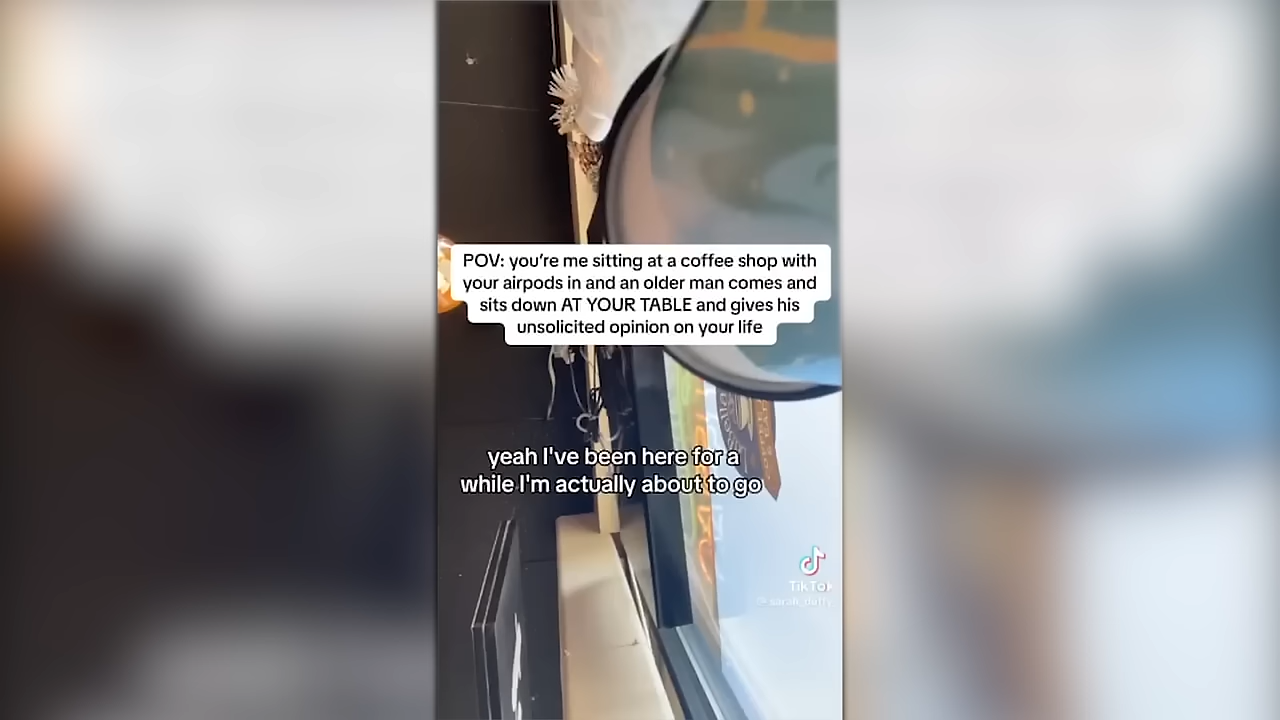 POV: you’re me sitting at a coffee shop with
your airpods in and an older man comes and
sits down AT YOUR TABLE and gives his
unsolicited opinion on your life
yeah I've been here for a
while I'm actually about to go
TikTok